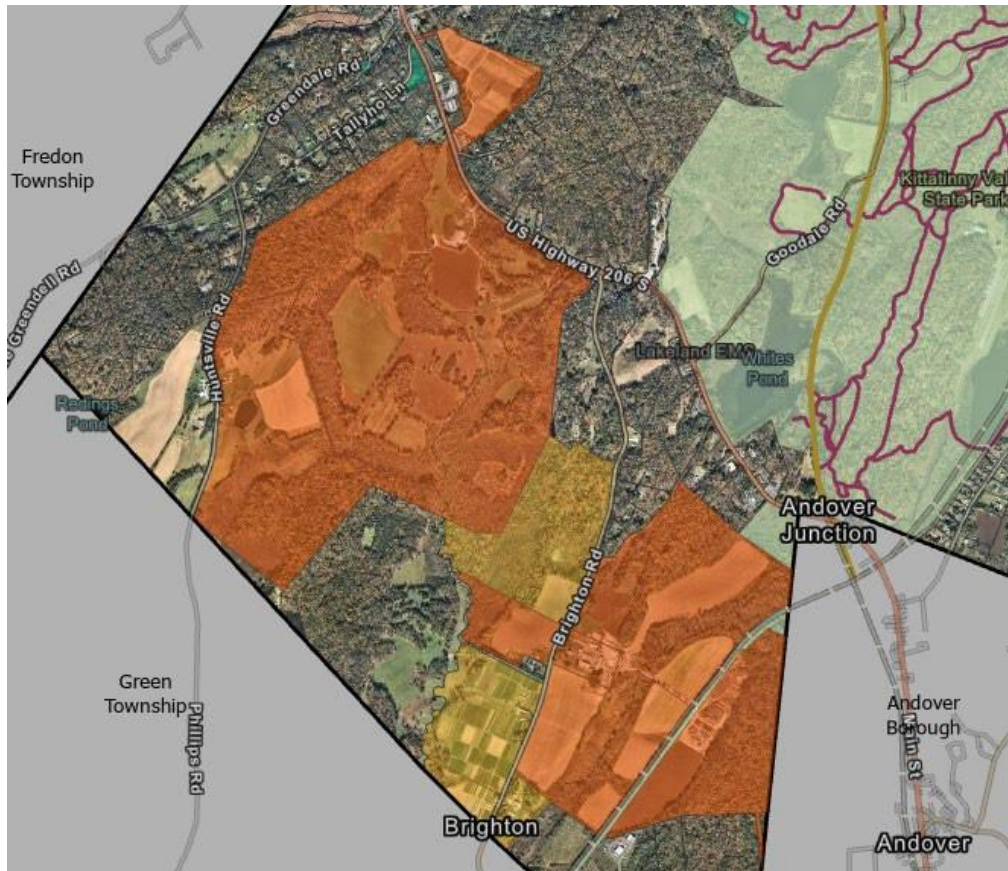 Greendale Rd
Tallyho Ln
Fredon
Township
Kittatinny Val
State Park
US Highway 206 S
Goodale Rd
Greendell Rd
Huntsville Rd
Lakeland EMS
Whites
Pond
Redings
Pond
Andover
Junction
Brighton Rd
Green
Township
Phillips Rd
Andover
Borough
Main St
Brighton
Andover